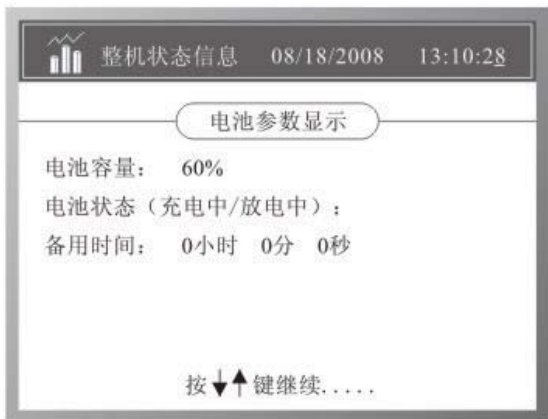 整机状态信息 08/18/2008 13:10:28
电池参数显示
电池容量： 60%
电池状态（充电中/放电中）：
备用时间： 0小时 0分 0秒
按↓↑键继续.....